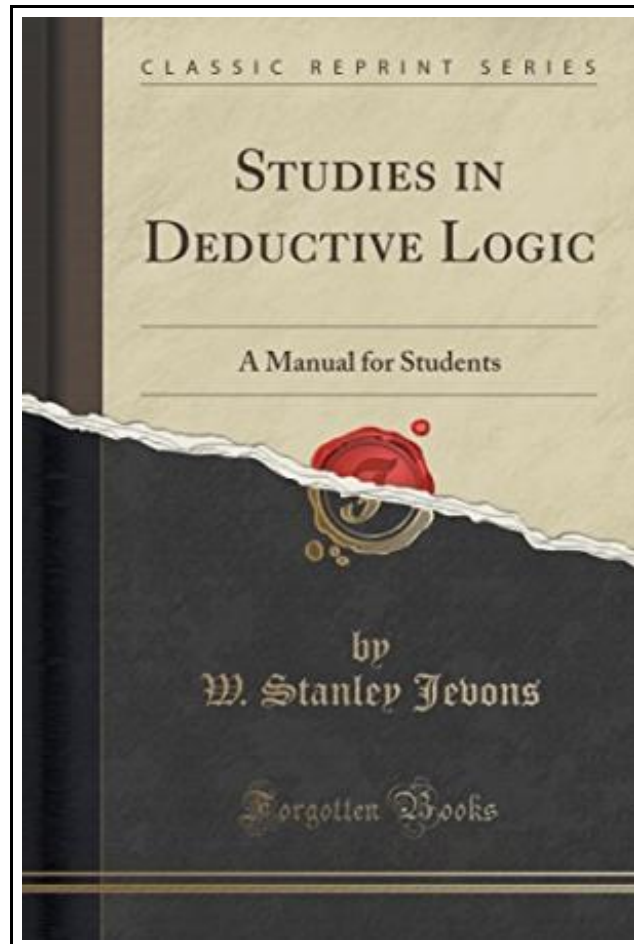 CLASSIC REPRINT SERIES
STUDIES IN
DEDUCTIVE LOGIC
A Manual for Students
by
W. Stanley Jevons
Forgotten Books